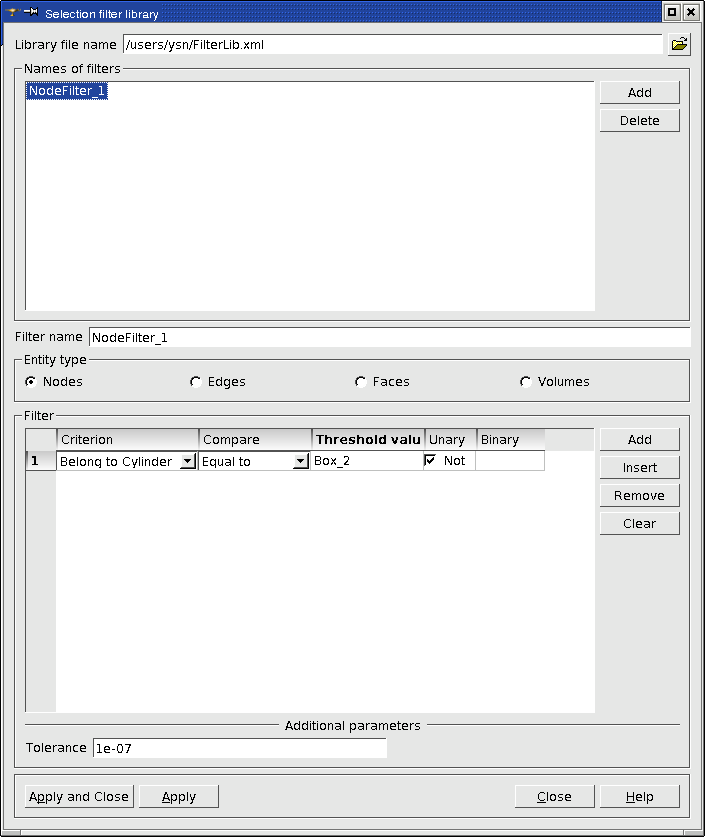 Selection filter library
Library file name /users/ysn/FilterLib.xml
Names of filters
NodeFilter_1
Add
Delete
Filter name NodeFilter_1
Entity type
Nodes Edges Faces Volumes
Filter
Criterion Compare Threshold valu Unary Binary
1 Belong to Cylinder Equal to Box_2 Not
Add
Insert
Remove
Clear
Additional parameters
Tolerance 1e-07
Apply and Close Apply Close Help